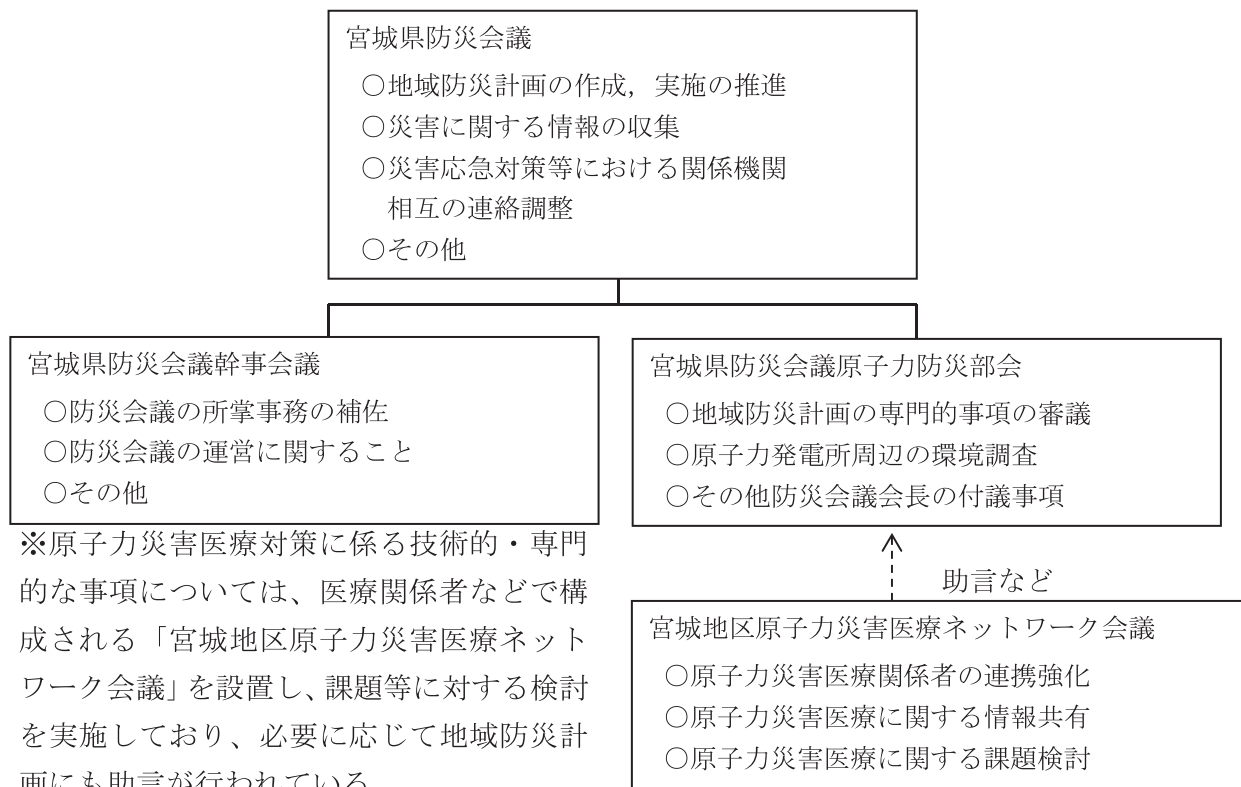 宮城県防災会議
○地域防災計画の作成，実施の推進
○災害に関する情報の収集
○災害応急対策等における関係機関
相互の連絡調整
○その他
宮城県防災会議幹事会議
○防災会議の所掌事務の補佐
○防災会議の運営に関すること
○その他
宮城県防災会議原子力防災部会
○地域防災計画の専門的事項の審議
○原子力発電所周辺の環境調査
○その他防災会議会長の付議事項
※原子力災害医療対策に係る技術的・専門
的な事項については、医療関係者などで構
成される「宮城地区原子力災害医療ネット
ワーク会議」を設置し、課題等に対する検討
を実施しており、必要に応じて地域防災計
画にも助言が行われている
助言など
宮城地区原子力災害医療ネットワーク会議
○原子力災害医療関係者の連携強化
○原子力災害医療に関する情報共有
○原子力災害医療に関する課題検討